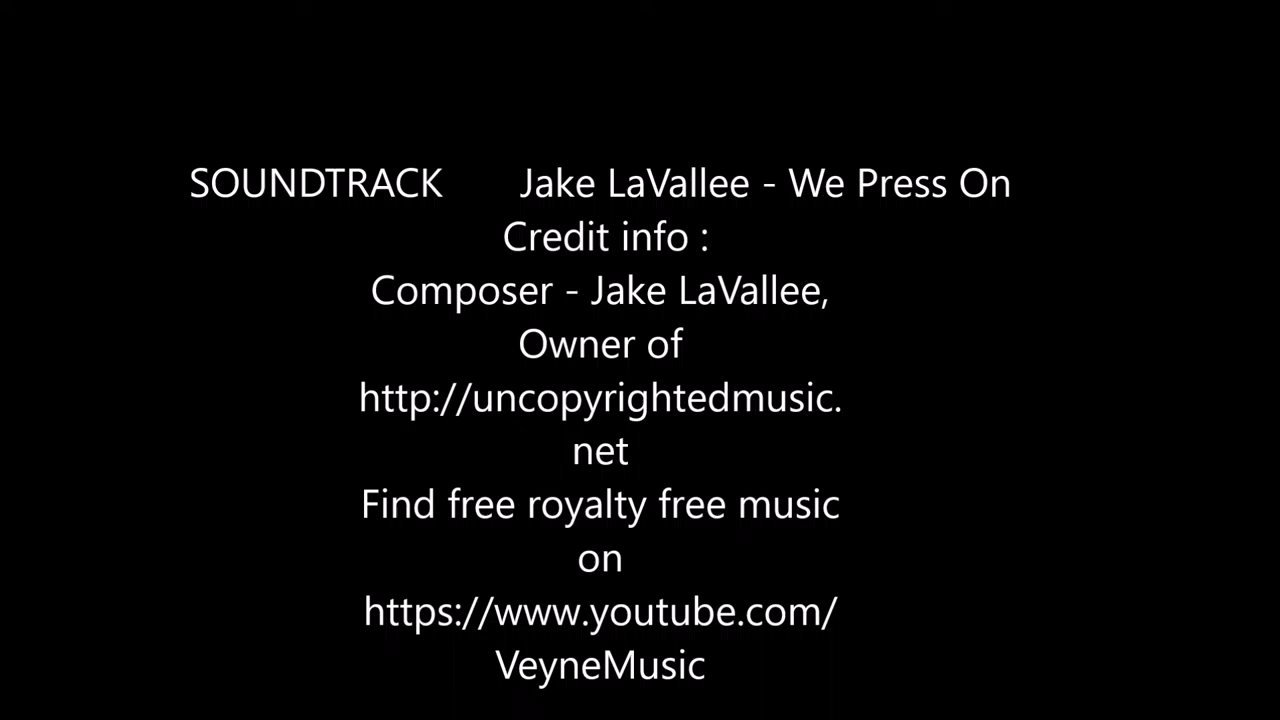 SOUNDTRACK Jake LaVallee - We Press On
Credit info :
Composer - Jake LaVallee,
Owner of
http://uncopyrightedmusic.
net
Find free royalty free music
on
https://www.youtube.com/
VeyneMusic